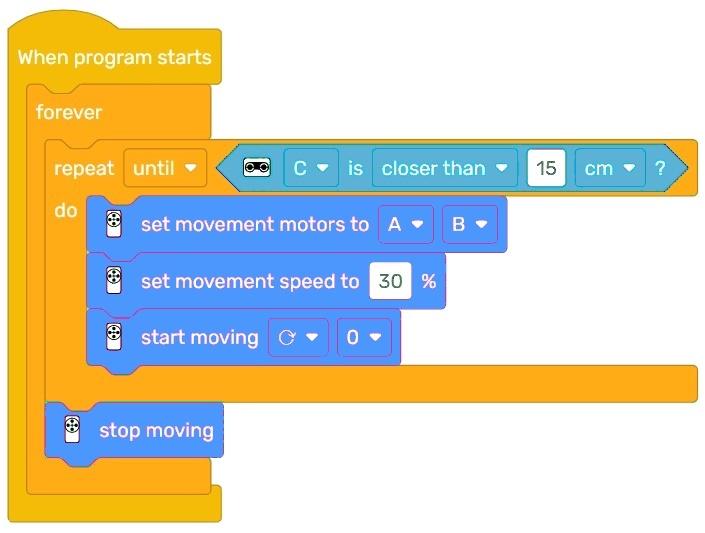 When program starts
forever
repeat until C is closer than 15 cm ?
do
set movement motors to A B
set movement speed to 30 %
start moving 0
stop moving